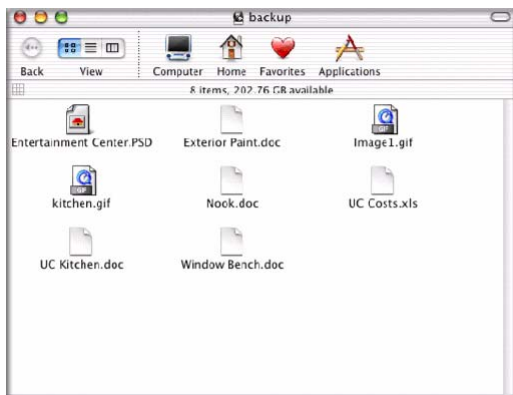 backup
Back View Computer Home Favorites Applications
8 items, 202.76 GB available
Entertainment Center.PSD Exterior Paint.doc Image1.gif
kitchen.gif Nook.doc UC Costs.xls
UC Kitchen.doc Window Bench.doc